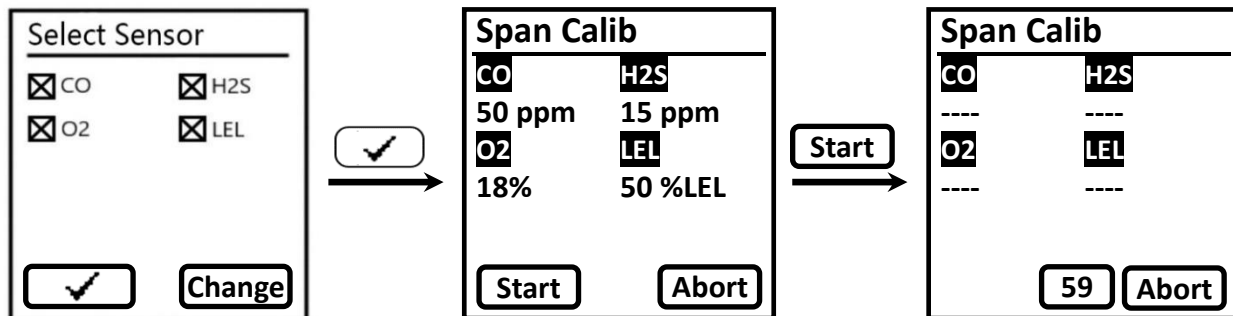 Select Sensor
CO H2S
O2 LEL
Change
Span Calib
CO H2S
50 ppm 15 ppm
O2 LEL
18% 50 %LEL
Start Abort
Start
Span Calib
CO H2S
---- ----
O2 LEL
---- ----
59 Abort